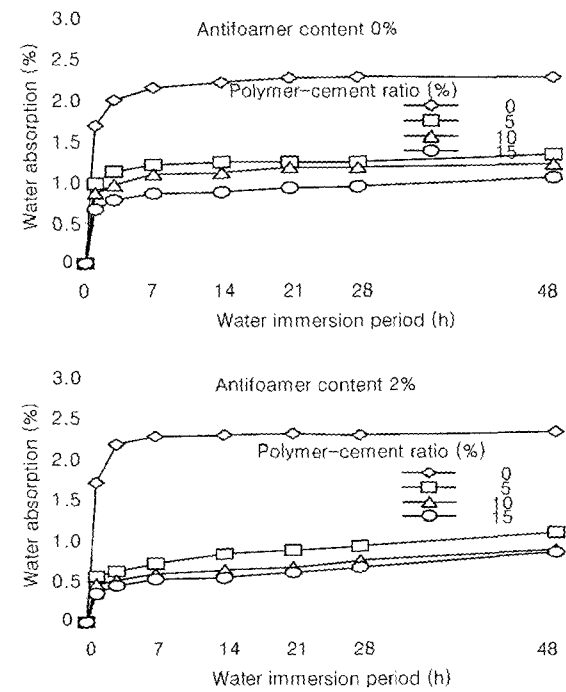 Antifoamer content 0%
Water absorption (%)
3.0
2.5
2.0
1.5
1.0
0.5
0
Polymer-cement ratio (%)
0
5
10
15
0 7 14 21 28 48
Water immersion period (h)
Antifoamer content 2%
Water absorption (%)
3.0
2.5
2.0
1.5
1.0
0.5
0
Polymer-cement ratio (%)
0
5
10
15
0 7 14 21 28 48
Water immersion period (h)